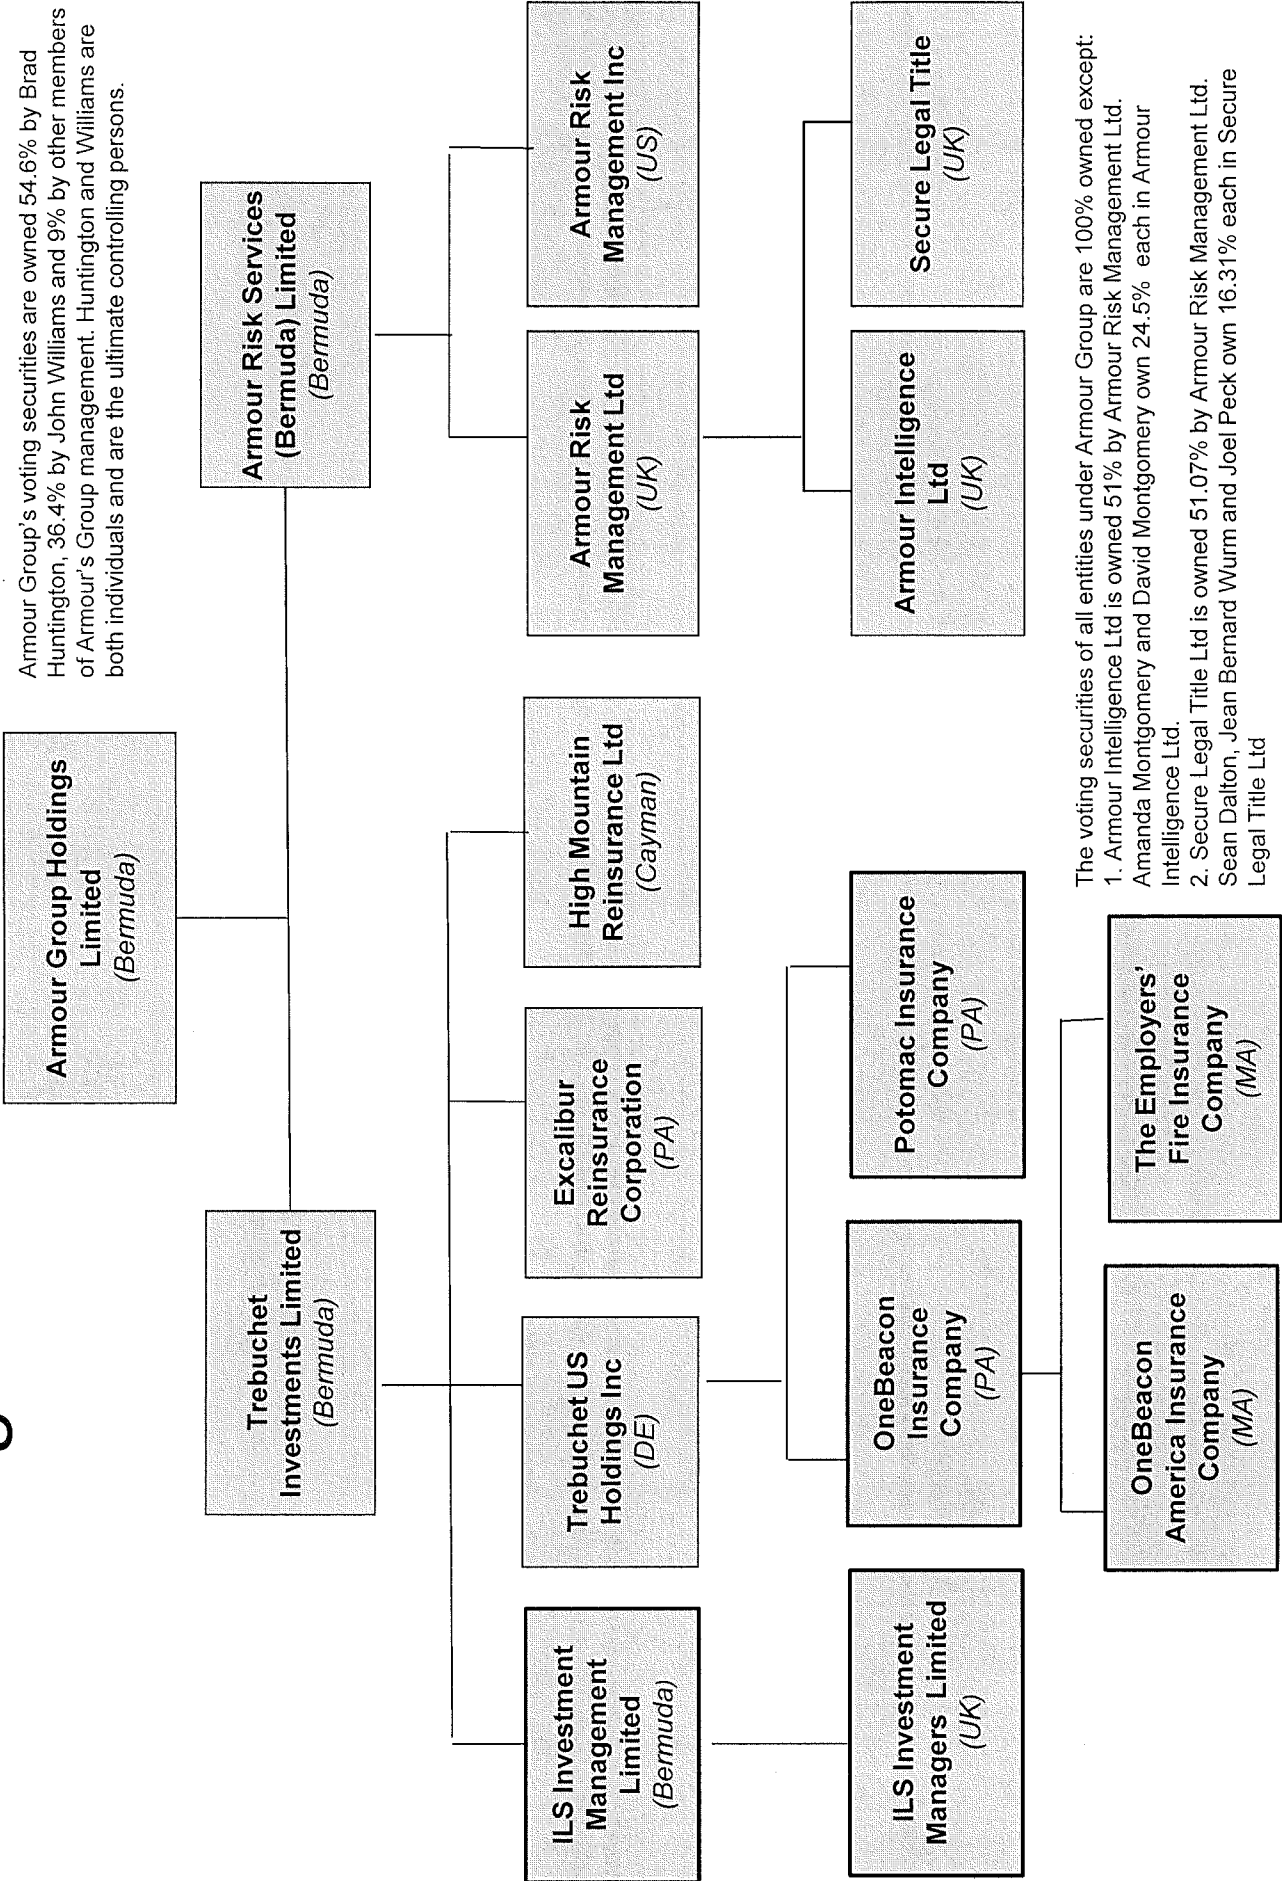 Armour Group's voting securities are owned 54.6% by Brad
Huntington, 36.4% by John Williams and 9% by other members
of Armour's Group management. Huntington and Williams are
both individuals and are the ultimate controlling persons.
Armour Group Holdings
Limited
(Bermuda)
Trebuchet
Investments Limited
(Bermuda)
Armour Risk Services
(Bermuda) Limited
(Bermuda)
ILS Investment
Management
Limited
(Bermuda)
Trebuchet US
Holdings Inc
(DE)
Excalibur
Reinsurance
Corporation
(PA)
High Mountain
Reinsurance Ltd
(Cayman)
Armour Risk
Management Ltd
(UK)
Armour Risk
Management Inc
(US)
ILS Investment
Managers Limited
(UK)
OneBeacon
Insurance
Company
(PA)
Potomac Insurance
Company
(PA)
Armour Intelligence
Ltd
(UK)
Secure Legal Title
(UK)
OneBeacon
America Insurance
Company
(MA)
The Employers'
Fire Insurance
Company
(MA)
The voting securities of all entities under Armour Group are 100% owned except:
1. Armour Intelligence Ltd is owned 51% by Armour Risk Management Ltd.
Amanda Montgomery and David Montgomery own 24.5% each in Armour
Intelligence Ltd.
2. Secure Legal Title Ltd is owned 51.07% by Armour Risk Management Ltd.
Sean Dalton, Jean Bernard Wurm and Joel Peck own 16.31% each in Secure
Legal Title Ltd